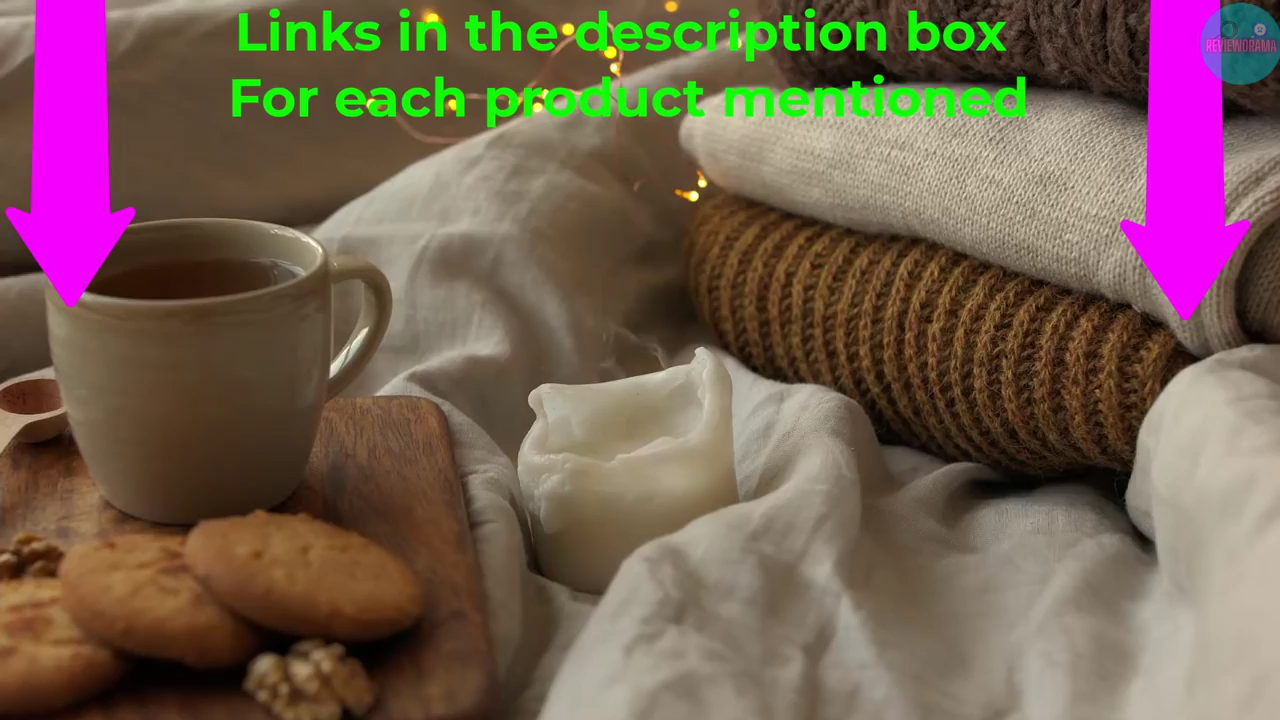 Links in the description box
For each product mentioned
REVIEWORAMA